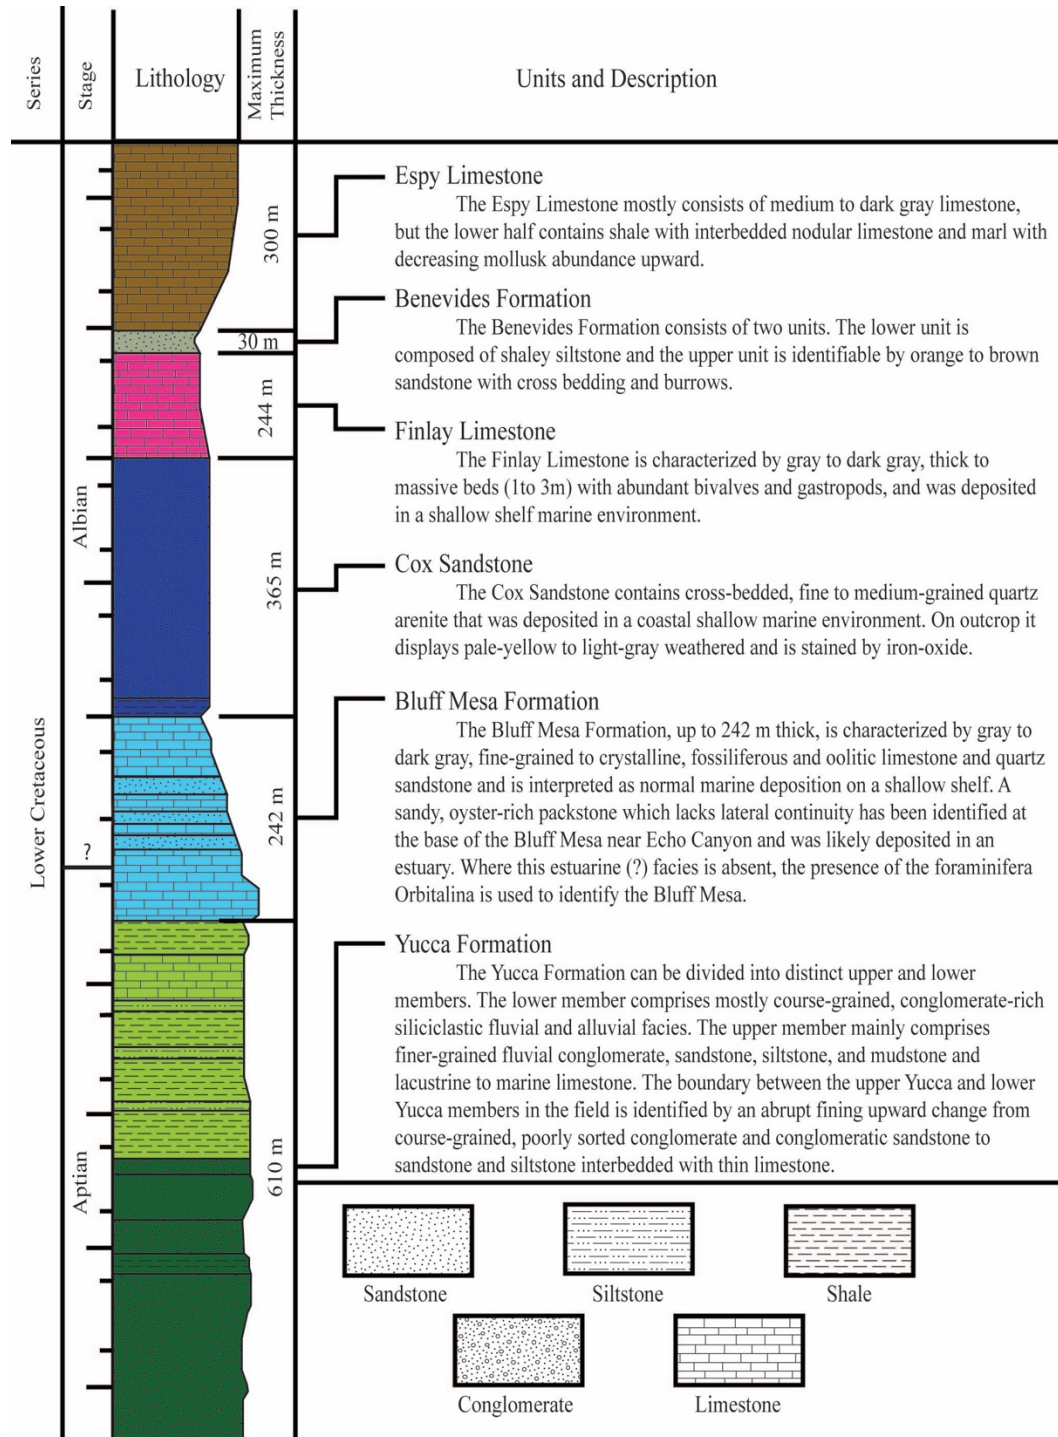 Series
Stage
Lithology
Maximum
Thickness
Units and Description
Lower Cretaceous
Albian
?
Aptian
300 m
30 m
244 m
365 m
242 m
610 m
Espy Limestone
The Espy Limestone mostly consists of medium to dark gray limestone,
but the lower half contains shale with interbedded nodular limestone and marl with
decreasing mollusk abundance upward.
Benevides Formation
The Benevides Formation consists of two units. The lower unit is
composed of shaley siltstone and the upper unit is identifiable by orange to brown
sandstone with cross bedding and burrows.
Finlay Limestone
The Finlay Limestone is characterized by gray to dark gray, thick to
massive beds (1to 3m) with abundant bivalves and gastropods, and was deposited
in a shallow shelf marine environment.
Cox Sandstone
The Cox Sandstone contains cross-bedded, fine to medium-grained quartz
arenite that was deposited in a coastal shallow marine environment. On outcrop it
displays pale-yellow to light-gray weathered and is stained by iron-oxide.
Bluff Mesa Formation
The Bluff Mesa Formation, up to 242 m thick, is characterized by gray to
dark gray, fine-grained to crystalline, fossiliferous and oolitic limestone and quartz
sandstone and is interpreted as normal marine deposition on a shallow shelf. A
sandy, oyster-rich packstone which lacks lateral continuity has been identified at
the base of the Bluff Mesa near Echo Canyon and was likely deposited in an
estuary. Where this estuarine (?) facies is absent, the presence of the foraminifera
Orbitalina is used to identify the Bluff Mesa.
Yucca Formation
The Yucca Formation can be divided into distinct upper and lower
members. The lower member comprises mostly course-grained, conglomerate-rich
siliciclastic fluvial and alluvial facies. The upper member mainly comprises
finer-grained fluvial conglomerate, sandstone, siltstone, and mudstone and
lacustrine to marine limestone. The boundary between the upper Yucca and lower
Yucca members in the field is identified by an abrupt fining upward change from
course-grained, poorly sorted conglomerate and conglomeratic sandstone to
sandstone and siltstone interbedded with thin limestone.
Sandstone
Siltstone
Shale
Conglomerate
Limestone